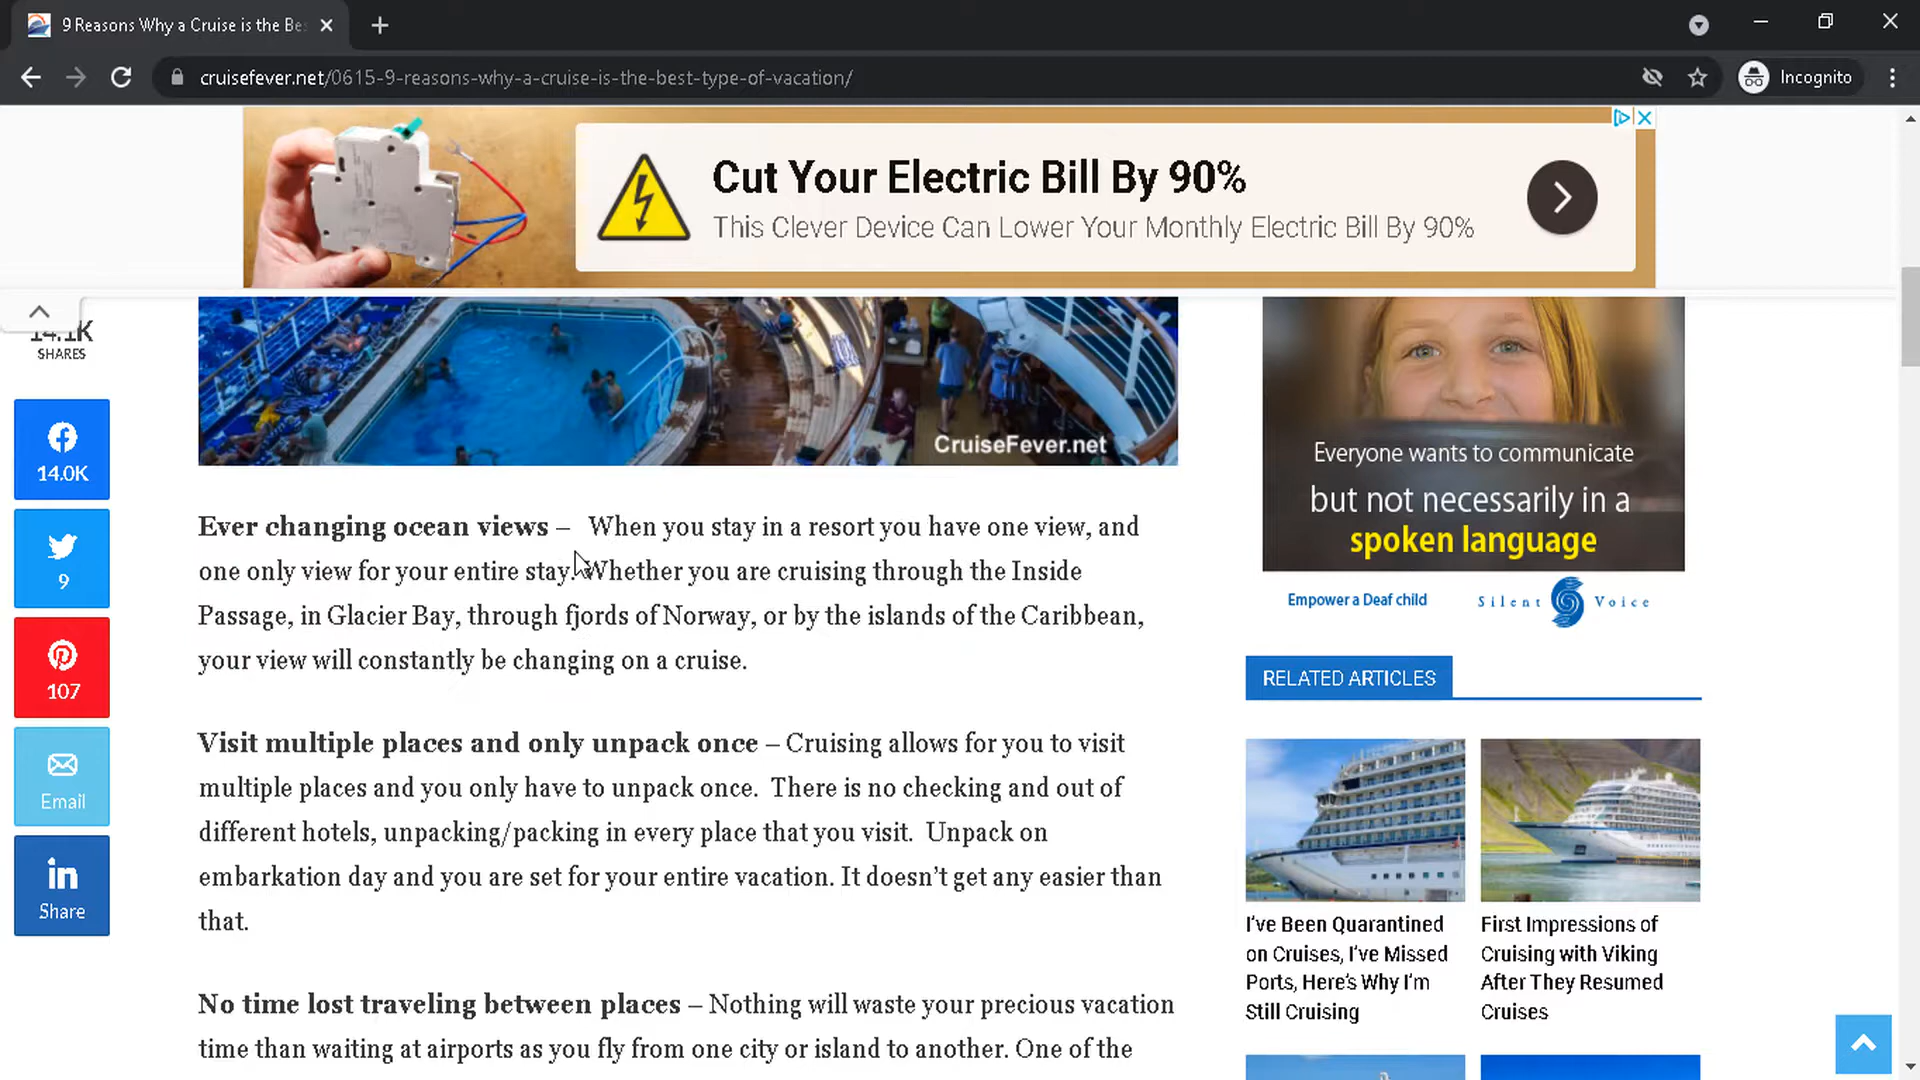 9 Reasons Why a Cruise is the Be
cruisefever.net/0615-9-reasons-why-a-cruise-is-the-best-type-of-vacation/
Incognito
Cut Your Electric Bill By 90%
This Clever Device Can Lower Your Monthly Electric Bill By 90%
14.1K
SHARES
14.0K
9
107
Email
Share
CruiseFever.net
Ever changing ocean views – When you stay in a resort you have one view, and
one only view for your entire stay. Whether you are cruising through the Inside
Passage, in Glacier Bay, through fjords of Norway, or by the islands of the Caribbean,
your view will constantly be changing on a cruise.
Visit multiple places and only unpack once – Cruising allows for you to visit
multiple places and you only have to unpack once. There is no checking and out of
different hotels, unpacking/packing in every place that you visit. Unpack on
embarkation day and you are set for your entire vacation. It doesn't get any easier than
that.
No time lost traveling between places – Nothing will waste your precious vacation
time than waiting at airports as you fly from one city or island to another. One of the
Everyone wants to communicate
but not necessarily in a
spoken language
Empower a Deaf child
Silent Voice
RELATED ARTICLES
I've Been Quarantined
on Cruises, I've Missed
Ports, Here's Why I'm
Still Cruising
First Impressions of
Cruising with Viking
After They Resumed
Cruises